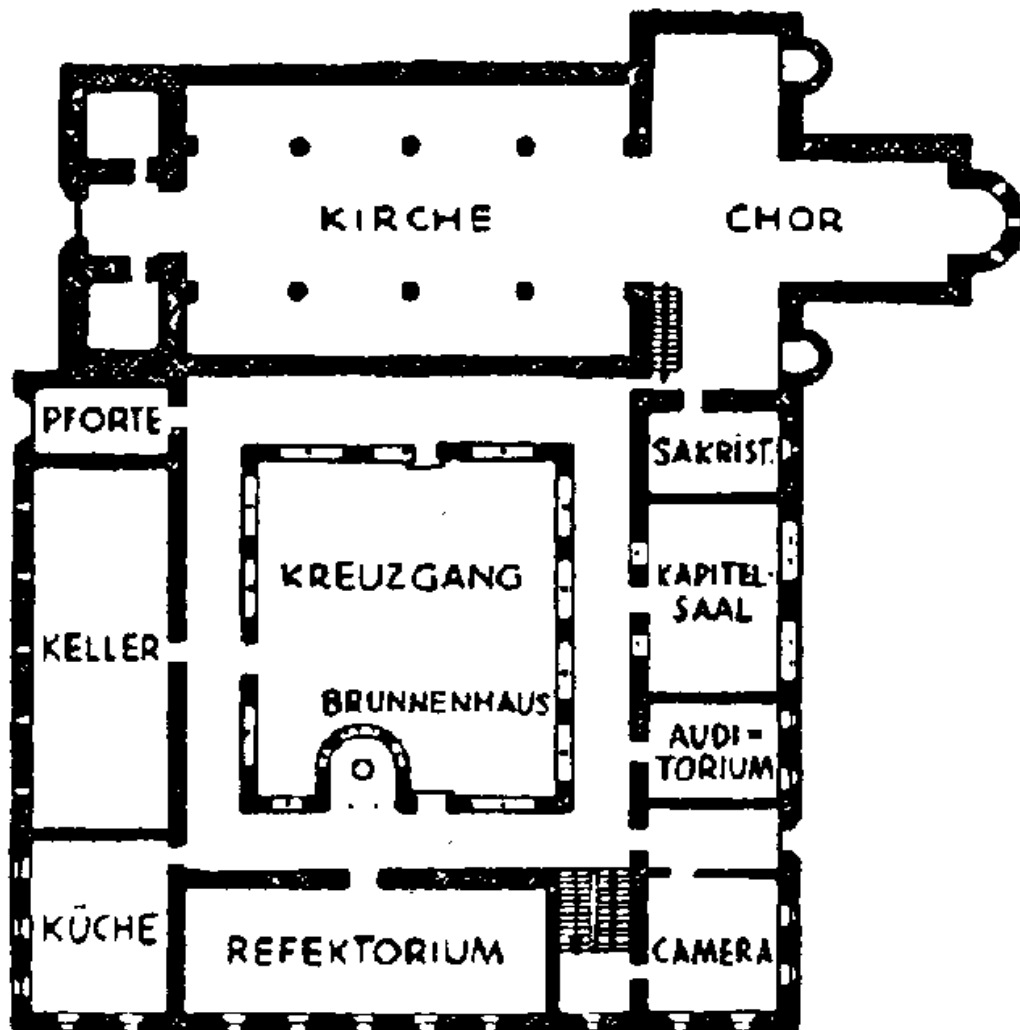 KIRCHE
CHOR
PFORTE
SAKRIST.
KREUZGANG
KAPITEL-
SAAL
KELLER
BRUNNENHAUS
AUDI=
TORIUM
KÜCHE
REFEKTORIUM
CAMERA